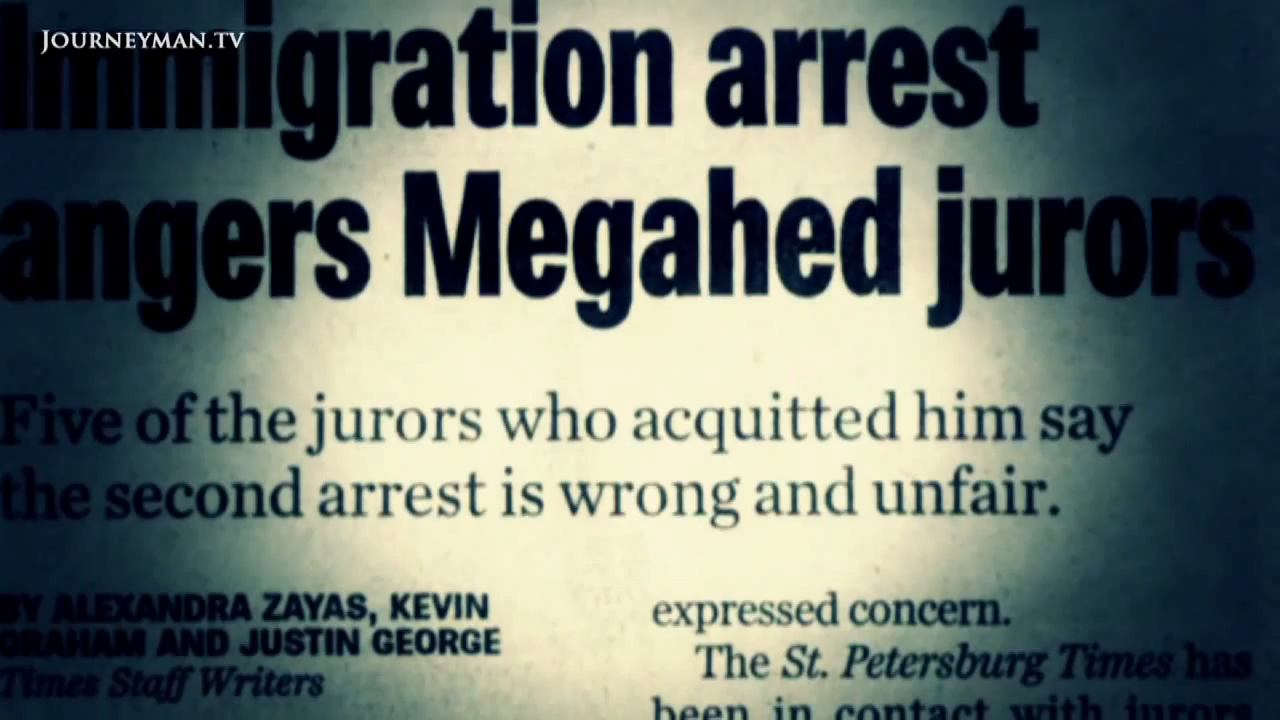 JOURNEYMAN.TV
Immigration arrest
angers Megahed jurors
Five of the jurors who acquitted him say
the second arrest is wrong and unfair.
BY ALEXANDRA ZAYAS, KEVIN
GRAHAM AND JUSTIN GEORGE
Times Staff Writers
expressed concern.
The St. Petersburg Times has
been in contact with jurors